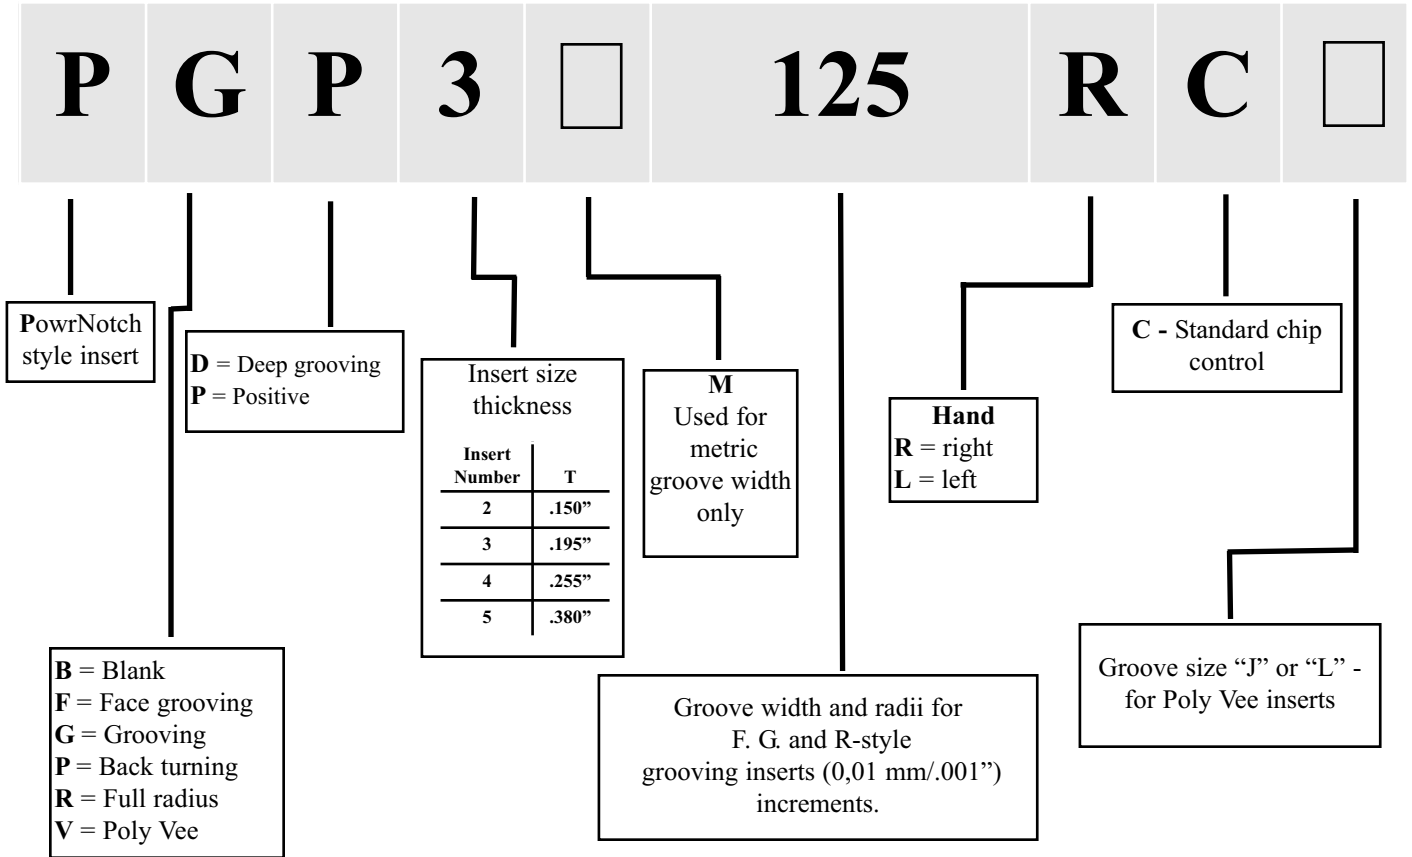 P G P 3 □ 125 R C □
PowrNotch
style insert
D = Deep grooving
P = Positive
Insert size
thickness
Insert
Number T
2 .150”
3 .195”
4 .255”
5 .380”
M
Used for
metric
groove width
only
Hand
R = right
L = left
C - Standard chip
control
B = Blank
F = Face grooving
G = Grooving
P = Back turning
R = Full radius
V = Poly Vee
Groove width and radii for
F. G. and R-style
grooving inserts (0,01 mm/.001”)
increments.
Groove size “J” or “L” -
for Poly Vee inserts